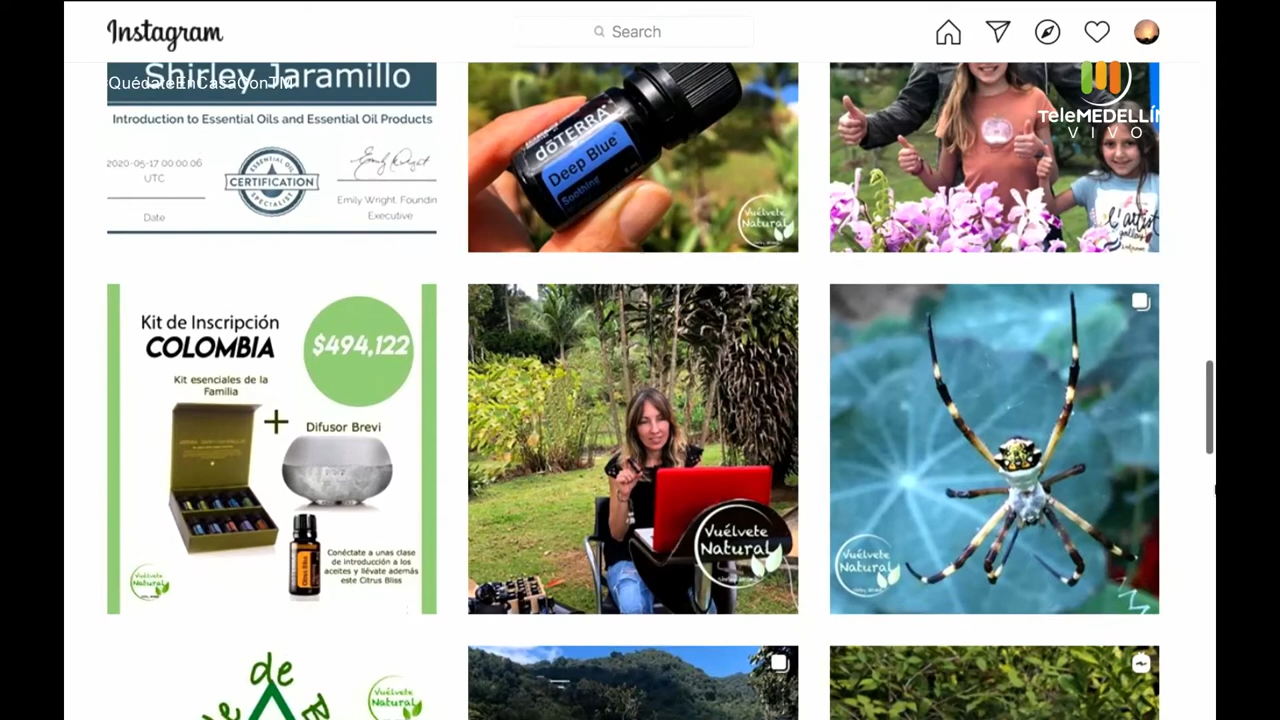 Instagram
Search
#QuédateEnCasaConTM
Shirley Jaramillo
Introduction to Essential Oils and Essential Oil Products
2020-05-17 00:00:06
UTC
Date
ESSENTIAL OIL
CERTIFICATION
SPECIALIST
Emily Wright, Foundin
Executive
dōTERRA
Deep Blue
Soothing
Vuélvete
Natural
TeleMEDELLÍN
VIVO
l'artist
Kit de Inscripción
COLOMBIA
$494,122
Kit esenciales de la
Familia
+
Difusor Brevi
Conéctate a unas clase
de introducción a los
aceites y llévate además
este Citrus Bliss
Vuélvete
Natural
Vuélvete
Natural
Vuélvete
Natural
de
Vuélvete
Natural